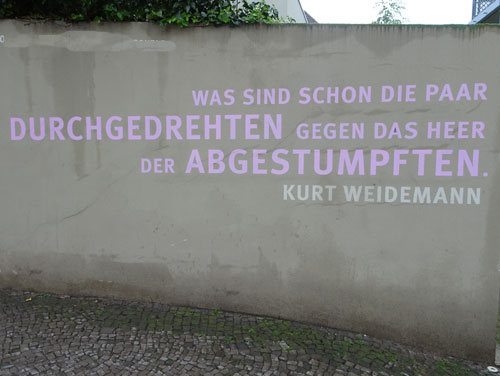 WAS SIND SCHON DIE PAAR
DURCHGEDREHTEN GEGEN DAS HEER
DER ABGESTUMPFTEN.
KURT WEIDEMANN